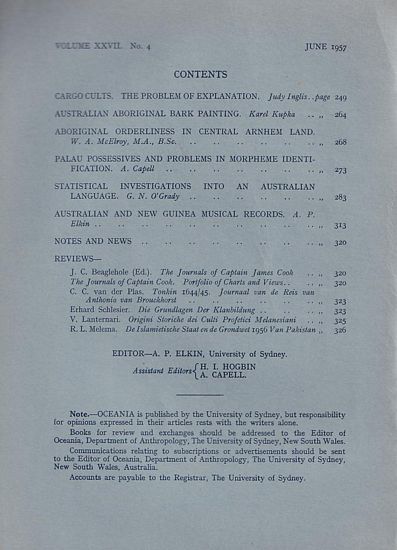 VOLUME XXVII. No. 4 JUNE 1957
CONTENTS
CARGO CULTS. THE PROBLEM OF EXPLANATION. Judy Inglis..page 249
AUSTRALIAN ABORIGINAL BARK PAINTING. Karel Kupka .. „ 264
ABORIGINAL ORDERLINESS IN CENTRAL ARNHEM LAND.
W. A. McElroy, M.A., B.Sc. .. .. .. .. .. .. .. „ 268
PALAU POSSESSIVES AND PROBLEMS IN MORPHEME IDENTI-
FICATION. A. Capell .. .. .. .. .. .. .. .. „ 273
STATISTICAL INVESTIGATIONS INTO AN AUSTRALIAN
LANGUAGE. G. N. O'Grady .. .. .. .. .. .. .. „ 283
AUSTRALIAN AND NEW GUINEA MUSICAL RECORDS. A. P.
Elkin .. .. .. .. .. .. .. .. .. .. „ 313
NOTES AND NEWS .. .. .. .. .. .. .. .. „ 320
REVIEWS—
J. C. Beaglehole (Ed.). The Journals of Captain James Cook .. „ 320
The Journals of Captain Cook. Portfolio of Charts and Views.. .. „ 320
C. C. van der Plas. Tonkin 1644/45. Journaal van de Reis van
Anthonio van Brouckhorst .. .. .. .. .. .. „ 323
Erhard Schlesier. Die Grundlagen Der Klanbildung .. .. .. „ 323
V. Lanternari. Origini Storiche dei Culti Profetici Melanesiani .. „ 325
R. L. Melema. De Islamietische Staat en de Grondwet 1956 Van Pakistan „ 326
EDITOR—A. P. ELKIN, University of Sydney.
Assistant Editors { H. I. HOGBIN
A. CAPELL.
Note.—OCEANIA is published by the University of Sydney, but responsibility
for opinions expressed in their articles rests with the writers alone.
Books for review and exchanges should be addressed to the Editor of
Oceania, Department of Anthropology, The University of Sydney, New South Wales.
Communications relating to subscriptions or advertisements should be sent
to the Editor of Oceania, Department of Anthropology, The University of Sydney,
New South Wales, Australia.
Accounts are payable to the Registrar, The University of Sydney.